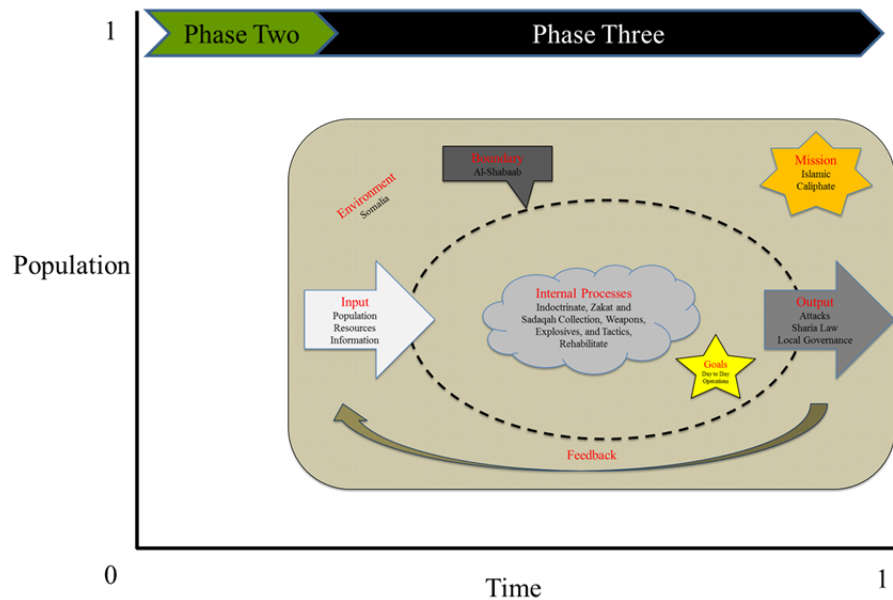 1
Phase Two
Phase Three
Boundary
Al-Shabaab
Mission
Islamic
Caliphate
Environment
Somalia
Population
Input
Population
Resources
Information
Internal Processes
Indoctrinate, Zakat and
Sadaqah Collection, Weapons,
Explosives, and Tactics,
Rehabilitate
Output
Attacks
Sharia Law
Local Governance
Goals
Day to Day
Operations
Feedback
0
Time
1